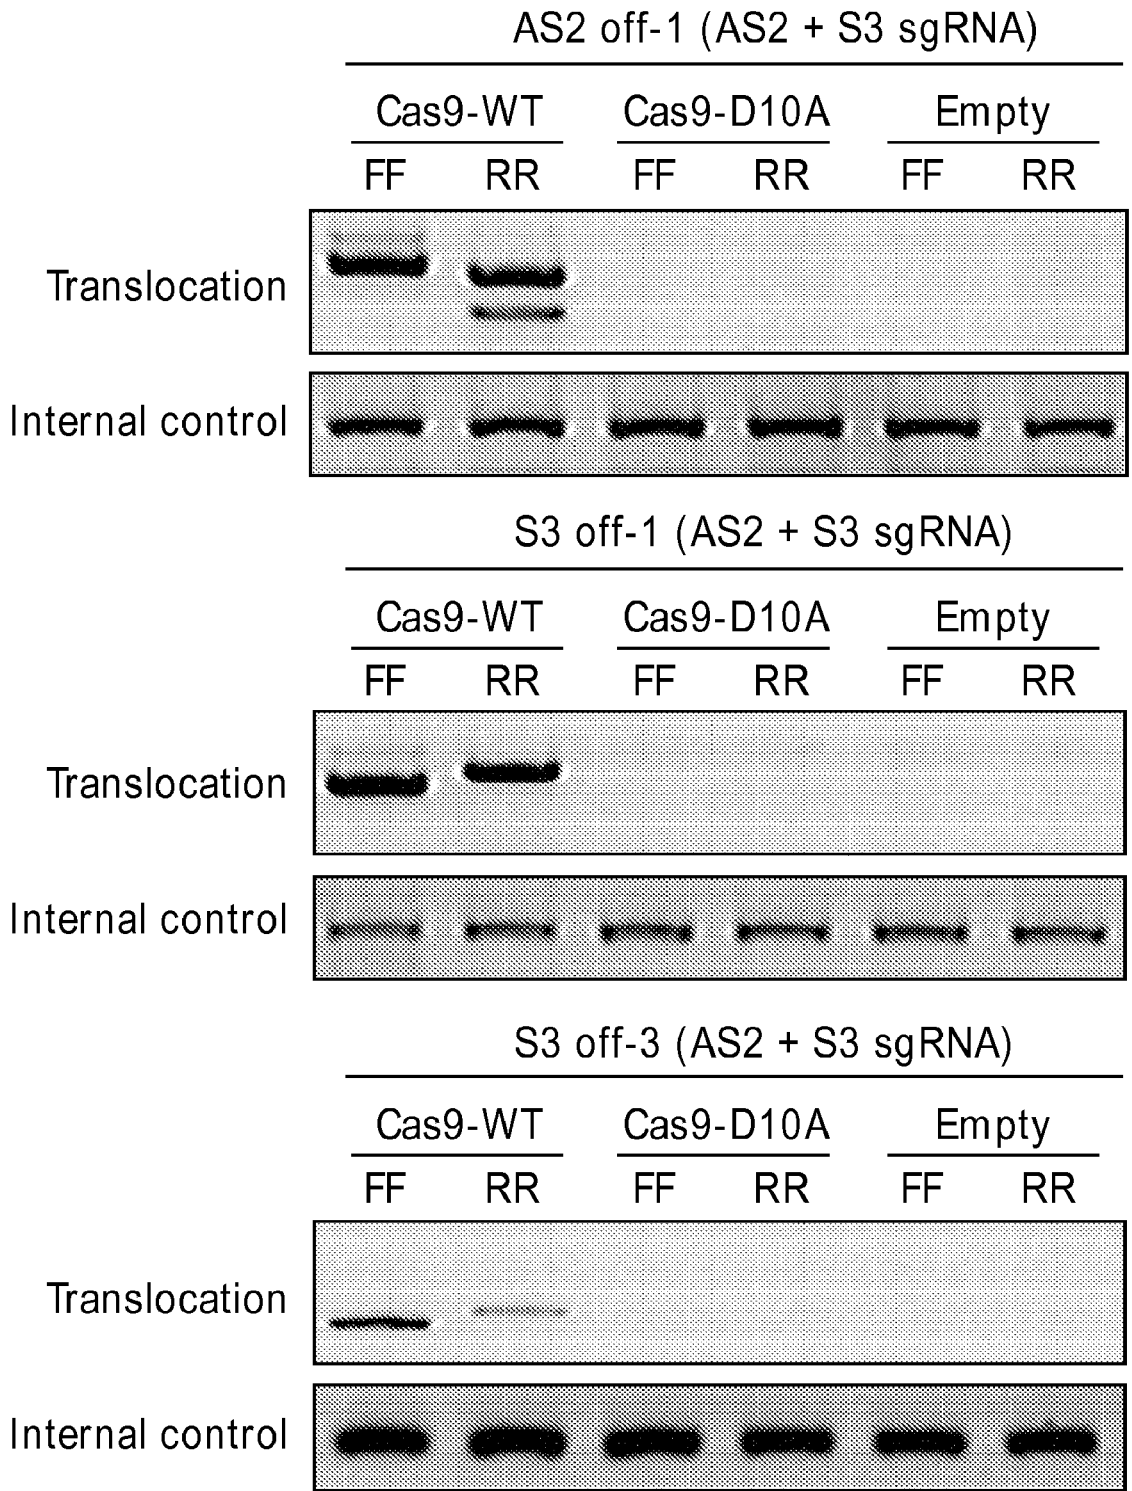 AS2 off-1 (AS2 + S3 sgRNA)
Cas9-WT Cas9-D10A Empty
FF RR FF RR FF RR
Translocation
Internal control
S3 off-1 (AS2 + S3 sgRNA)
Cas9-WT Cas9-D10A Empty
FF RR FF RR FF RR
Translocation
Internal control
S3 off-3 (AS2 + S3 sgRNA)
Cas9-WT Cas9-D10A Empty
FF RR FF RR FF RR
Translocation
Internal control